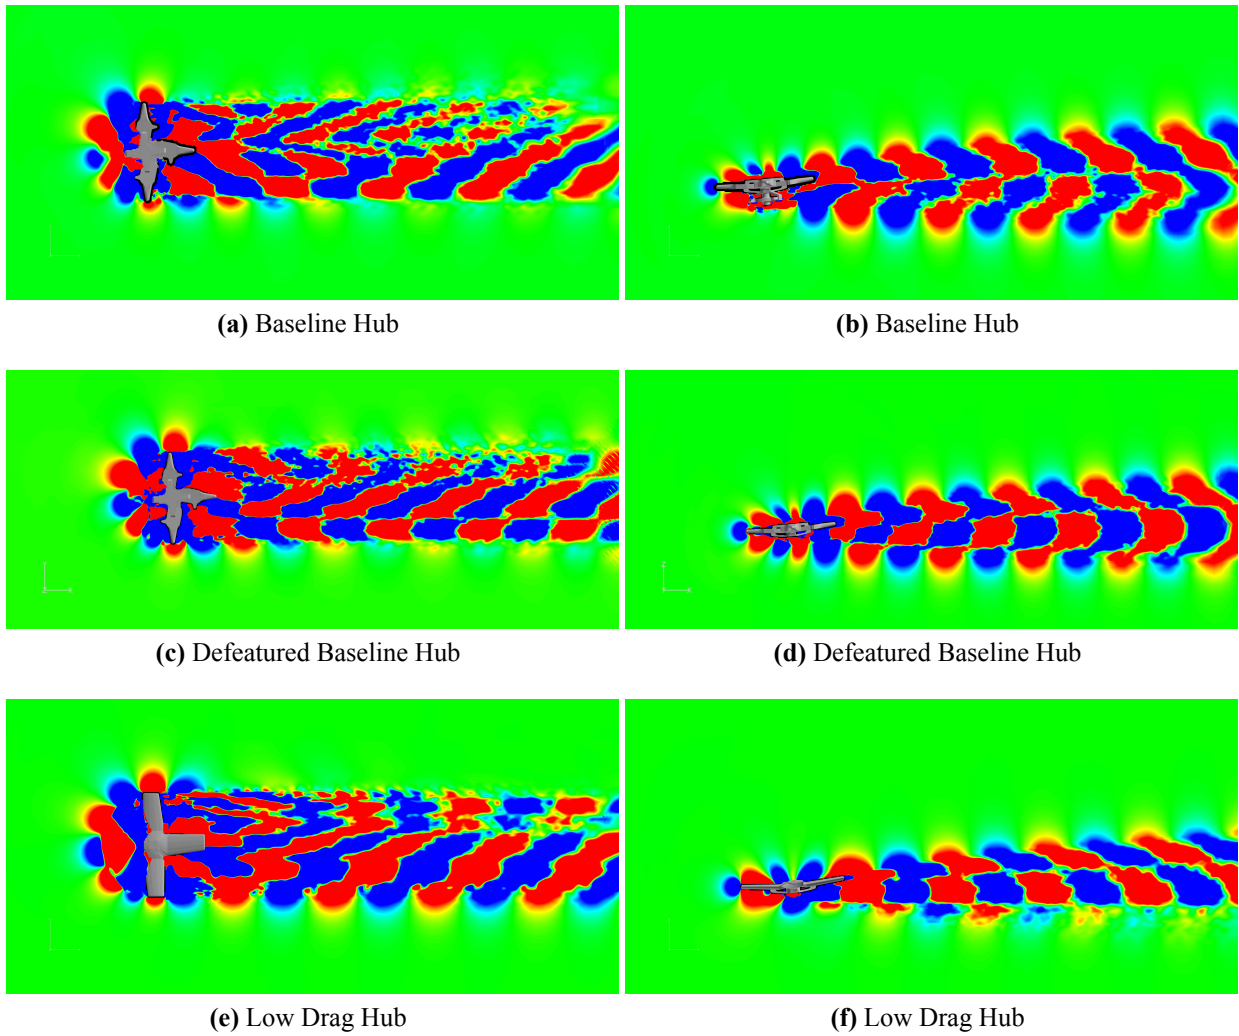 (a) Baseline Hub
(b) Baseline Hub
(c) Defeatured Baseline Hub
(d) Defeatured Baseline Hub
(e) Low Drag Hub
(f) Low Drag Hub